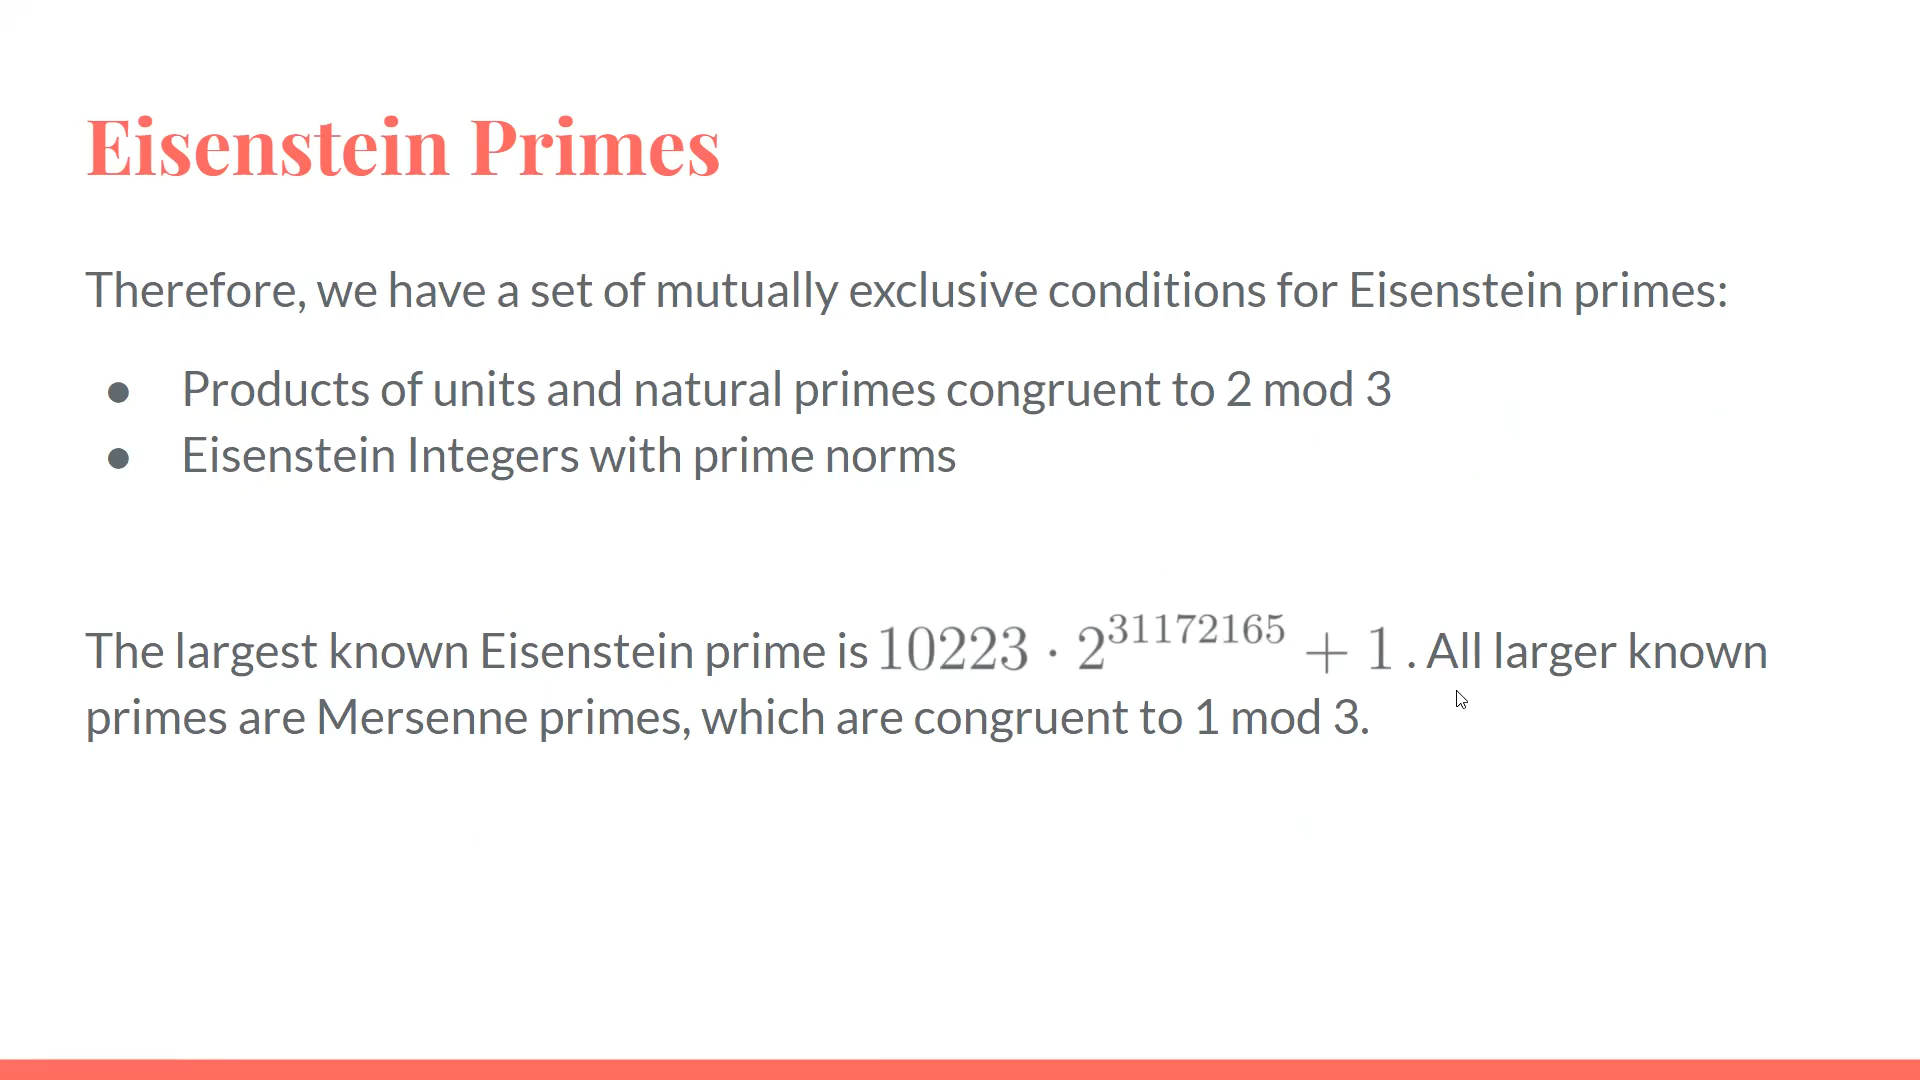 Eisenstein Primes
Therefore, we have a set of mutually exclusive conditions for Eisenstein primes:
● Products of units and natural primes congruent to 2 mod 3
● Eisenstein Integers with prime norms
The largest known Eisenstein prime is $10223 \cdot 2^{31172165} + 1$ . All larger known
primes are Mersenne primes, which are congruent to 1 mod 3.